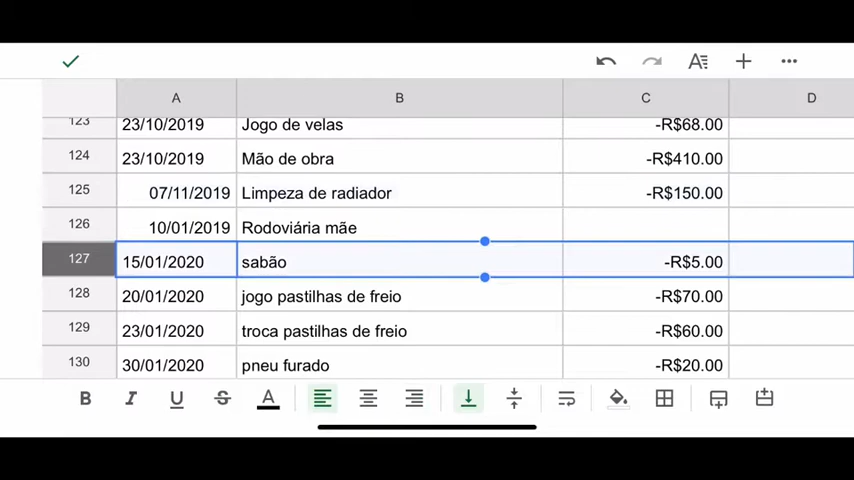 A B C D
123 23/10/2019 Jogo de velas -R$68.00
124 23/10/2019 Mão de obra -R$410.00
125 07/11/2019 Limpeza de radiador -R$150.00
126 10/01/2019 Rodoviária mãe
127 15/01/2020 sabão -R$5.00
128 20/01/2020 jogo pastilhas de freio -R$70.00
129 23/01/2020 troca pastilhas de freio -R$60.00
130 30/01/2020 pneu furado -R$20.00
B I U S A